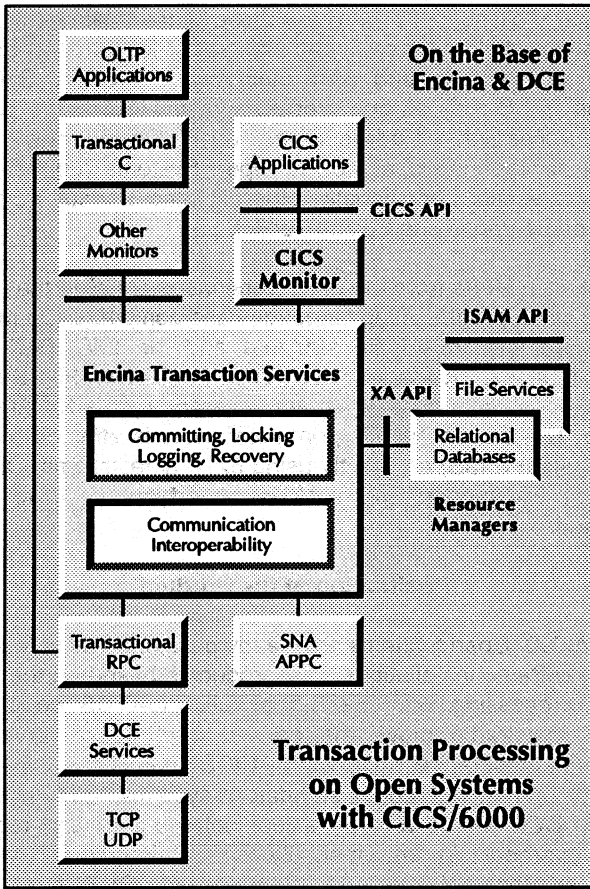 On the Base of
Encina & DCE
OLTP
Applications
Transactional
C
Other
Monitors
CICS
Applications
CICS API
CICS
Monitor
ISAM API
Encina Transaction Services
Committing, Locking
Logging, Recovery
Communication
Interoperability
XA API
File Services
Relational
Databases
Resource
Managers
Transactional
RPC
SNA
APPC
DCE
Services
TCP
UDP
Transaction Processing
on Open Systems
with CICS/6000